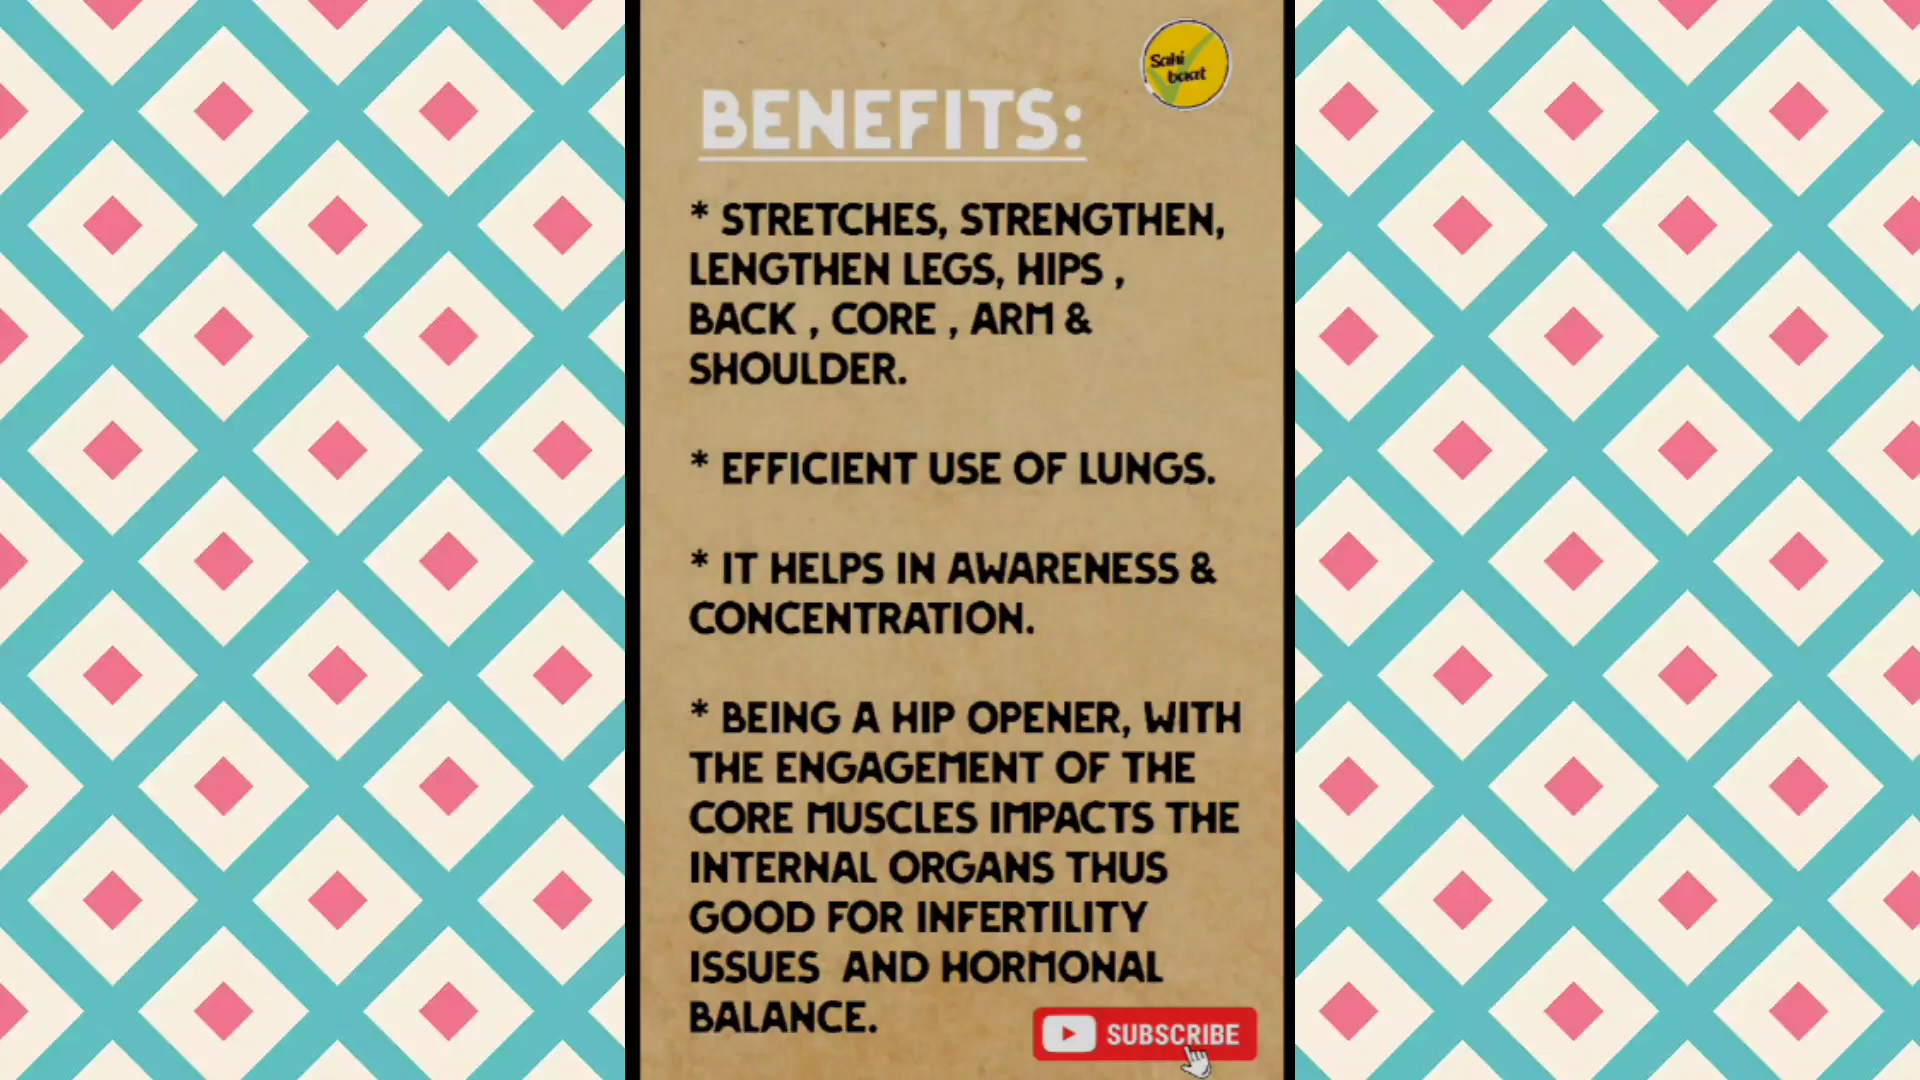 Sahi
baat
BENEFITS:
* STRETCHES, STRENGTHEN,
LENGTHEN LEGS, HIPS ,
BACK , CORE , ARM &
SHOULDER.
* EFFICIENT USE OF LUNGS.
* IT HELPS IN AWARENESS &
CONCENTRATION.
* BEING A HIP OPENER, WITH
THE ENGAGEMENT OF THE
CORE MUSCLES IMPACTS THE
INTERNAL ORGANS THUS
GOOD FOR INFERTILITY
ISSUES  AND HORMONAL
BALANCE.
SUBSCRIBE